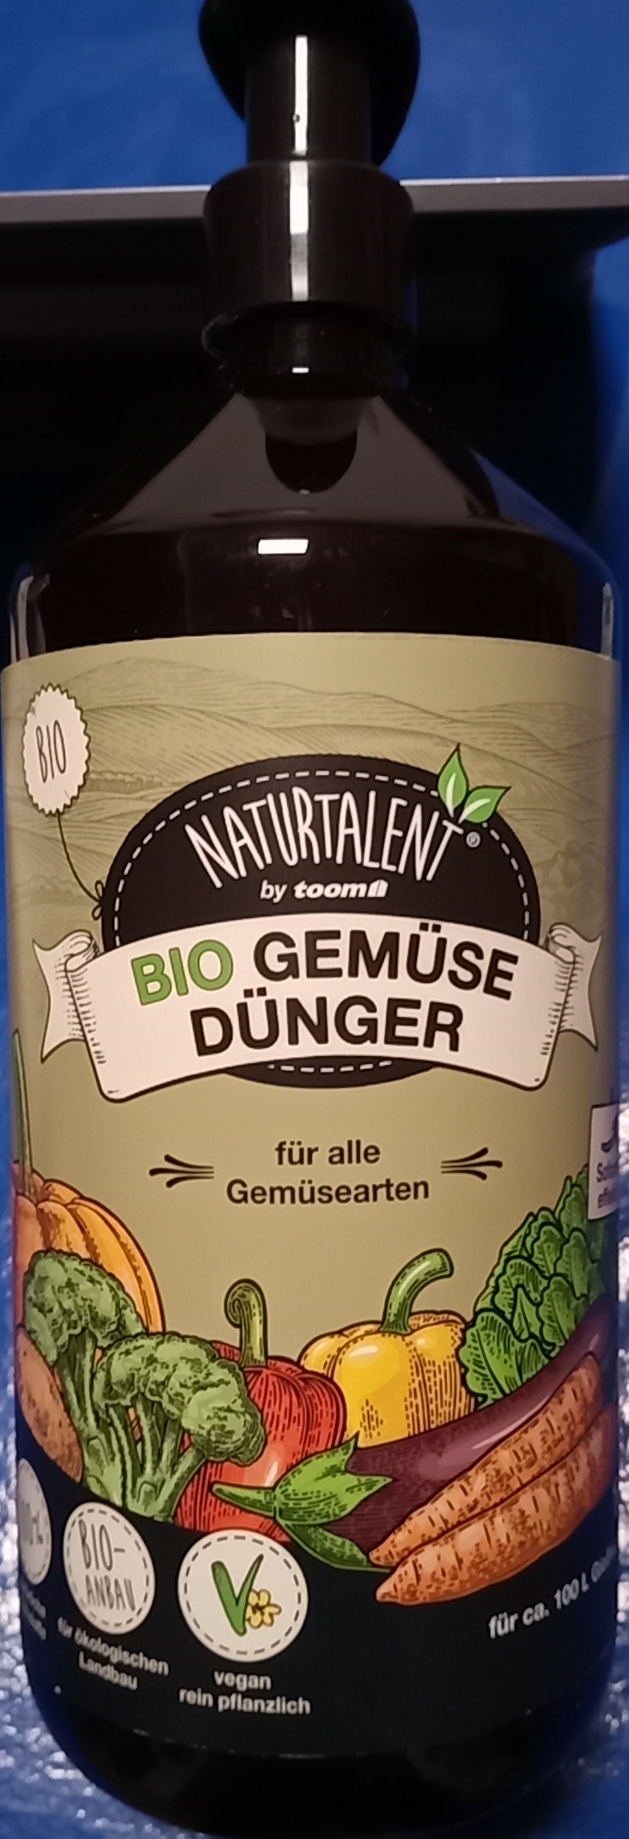 BIO
NATURTALENT®
by toom
BIO GEMÜSE
DÜNGER
für alle
Gemüsearten
BIO-
ANBAU
für ökologischen
Landbau
V
vegan
rein pflanzlich
für ca. 100 L